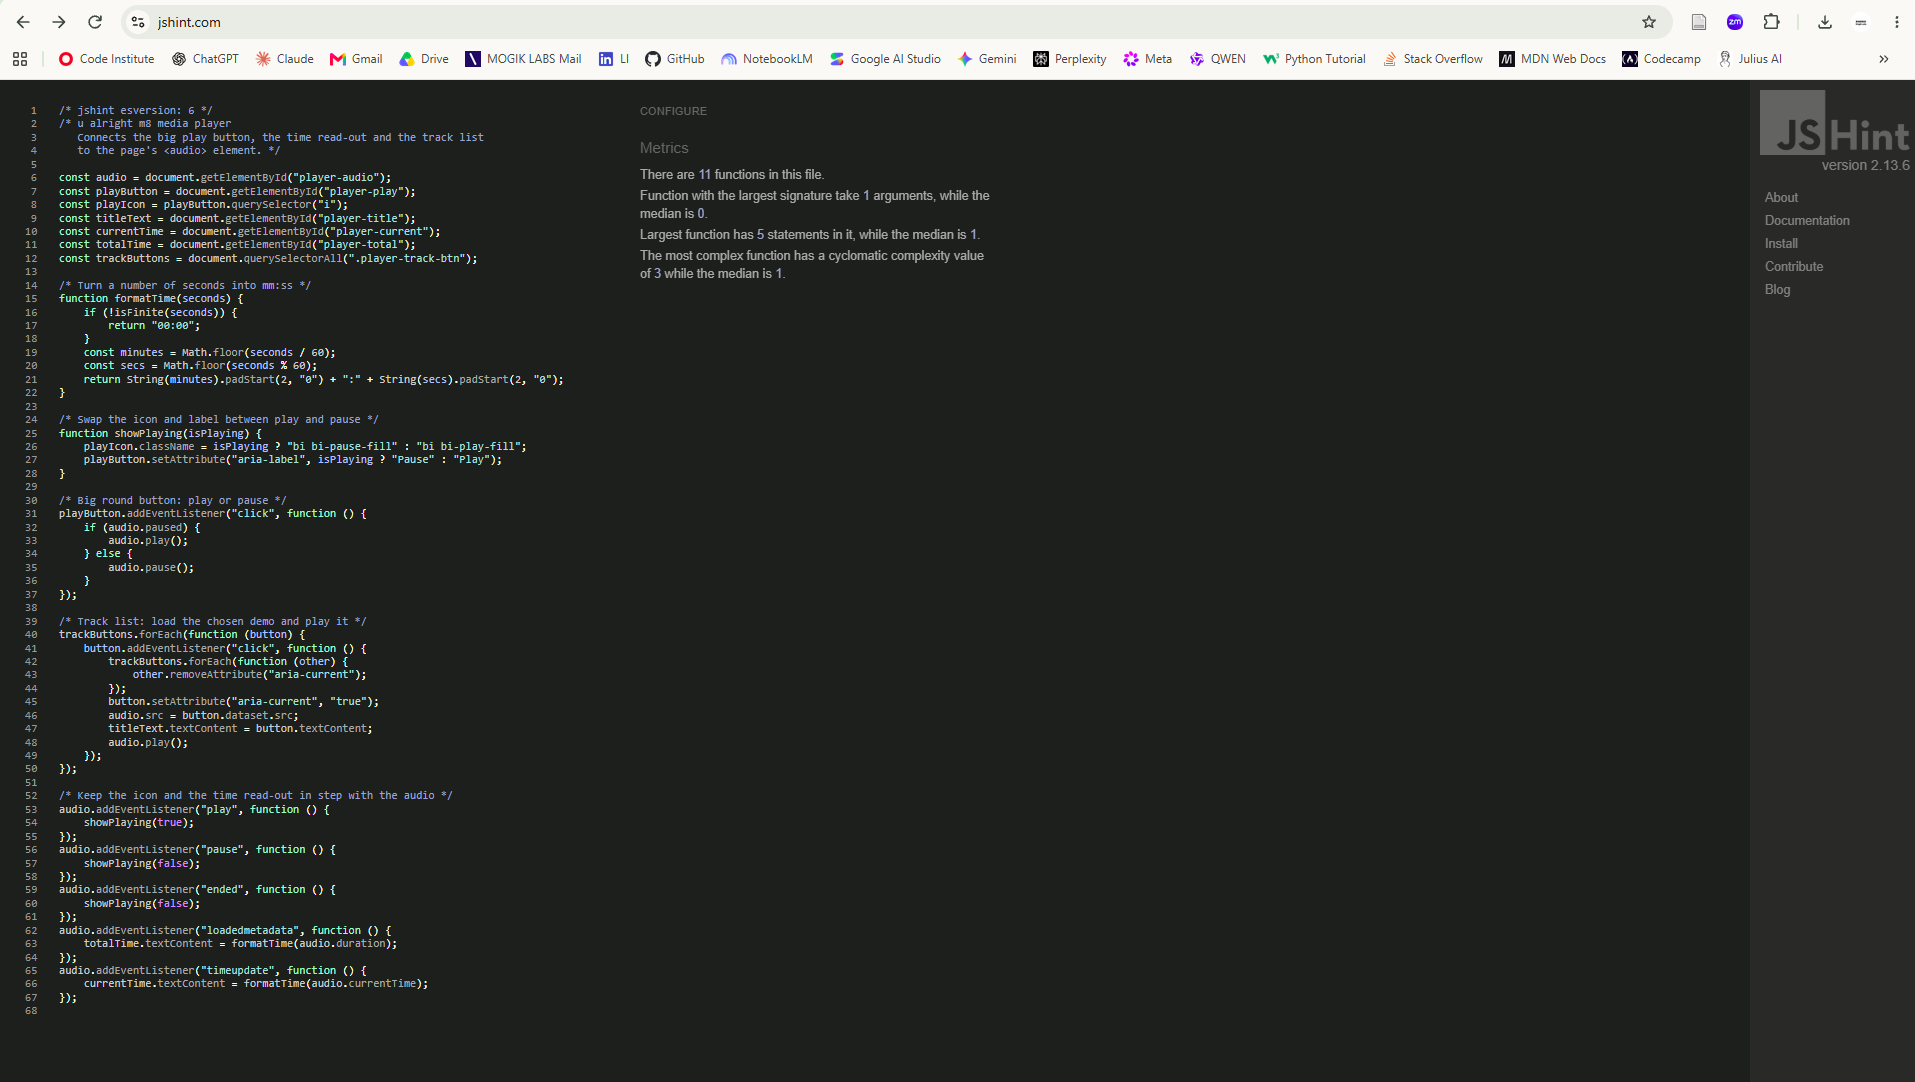 jshint.com
Code Institute ChatGPT Claude Gmail Drive MOGIK LABS Mail LI GitHub NotebookLM Google AI Studio Gemini Perplexity Meta QWEN Python Tutorial Stack Overflow MDN Web Docs Codecamp Julius AI
1 /* jshint esversion: 6 */
2 /* u alright m8 media player
3    Connects the big play button, the time read-out and the track list
4    to the page's <audio> element. */
5
6 const audio = document.getElementById("player-audio");
7 const playButton = document.getElementById("player-play");
8 const playIcon = playButton.querySelector("i");
9 const titleText = document.getElementById("player-title");
10 const currentTime = document.getElementById("player-current");
11 const totalTime = document.getElementById("player-total");
12 const trackButtons = document.querySelectorAll(".player-track-btn");
13
14 /* Turn a number of seconds into mm:ss */
15 function formatTime(seconds) {
16     if (!isFinite(seconds)) {
17         return "00:00";
18     }
19     const minutes = Math.floor(seconds / 60);
20     const secs = Math.floor(seconds % 60);
21     return String(minutes).padStart(2, "0") + ":" + String(secs).padStart(2, "0");
22 }
23
24 /* Swap the icon and label between play and pause */
25 function showPlaying(isPlaying) {
26     playIcon.className = isPlaying ? "bi bi-pause-fill" : "bi bi-play-fill";
27     playButton.setAttribute("aria-label", isPlaying ? "Pause" : "Play");
28 }
29
30 /* Big round button: play or pause */
31 playButton.addEventListener("click", function () {
32     if (audio.paused) {
33         audio.play();
34     } else {
35         audio.pause();
36     }
37 });
38
39 /* Track list: load the chosen demo and play it */
40 trackButtons.forEach(function (button) {
41     button.addEventListener("click", function () {
42         trackButtons.forEach(function (other) {
43             other.removeAttribute("aria-current");
44         });
45         button.setAttribute("aria-current", "true");
46         audio.src = button.dataset.src;
47         titleText.textContent = button.textContent;
48         audio.play();
49     });
50 });
51
52 /* Keep the icon and the time read-out in step with the audio */
53 audio.addEventListener("play", function () {
54     showPlaying(true);
55 });
56 audio.addEventListener("pause", function () {
57     showPlaying(false);
58 });
59 audio.addEventListener("ended", function () {
60     showPlaying(false);
61 });
62 audio.addEventListener("loadedmetadata", function () {
63     totalTime.textContent = formatTime(audio.duration);
64 });
65 audio.addEventListener("timeupdate", function () {
66     currentTime.textContent = formatTime(audio.currentTime);
67 });
68
CONFIGURE
Metrics
There are 11 functions in this file.
Function with the largest signature take 1 arguments, while the
median is 0.
Largest function has 5 statements in it, while the median is 1.
The most complex function has a cyclomatic complexity value
of 3 while the median is 1.
JSHint
version 2.13.6
About
Documentation
Install
Contribute
Blog